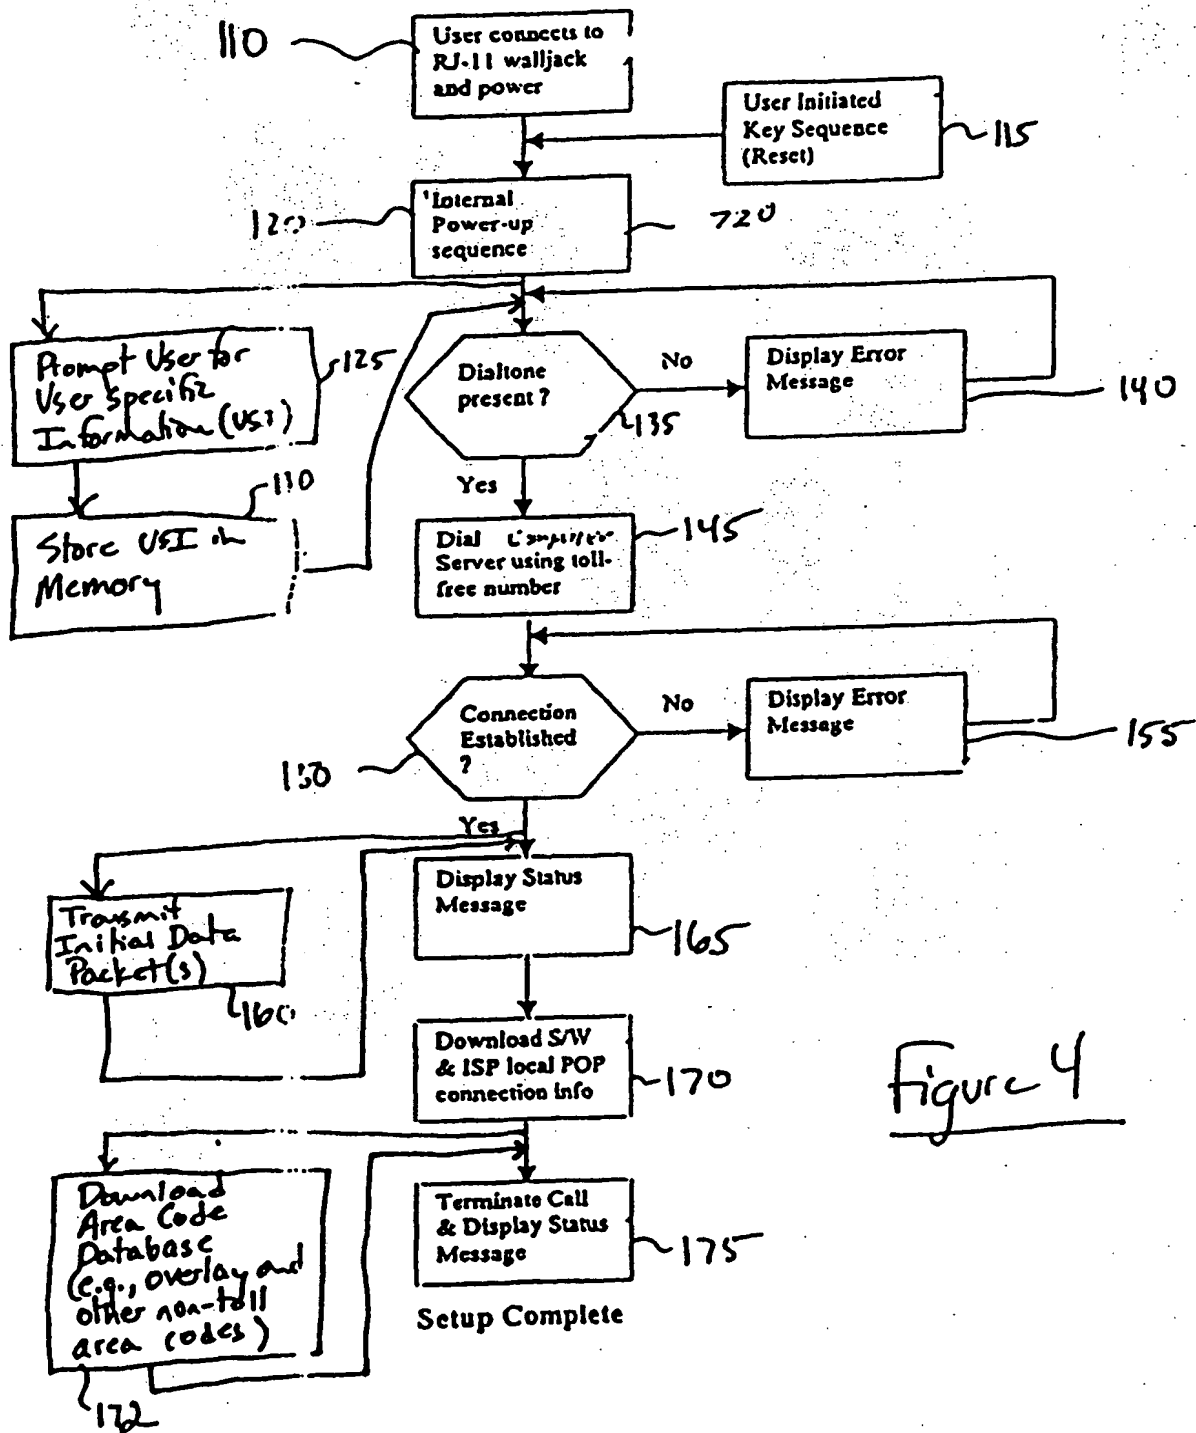 110
User connects to
RJ-11 walljack
and power
User Initiated
Key Sequence
(Reset)
115
120
Internal
Power-up
sequence
720
Prompt User for
User Specific
Information (USI)
125
Dialtone
present ?
135
No
Display Error
Message
140
Yes
130
Store USI in
Memory
Dial
Server using toll-
free number
145
Connection
Established
?
150
No
Display Error
Message
155
Yes
Transmit
Initial Data
Packet(s)
160
Display Status
Message
165
Download S/W
& ISP local POP
connection info
170
Figure 4
Download
Area Code
Database
(e.g., overlay and
other non-toll
area codes)
172
Terminate Call
& Display Status
Message
175
Setup Complete